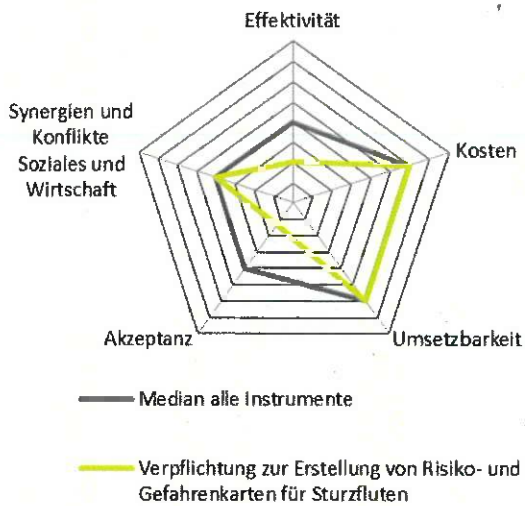 Effektivität
Synergien und
Konflikte
Soziales und
Wirtschaft
Kosten
Akzeptanz
Umsetzbarkeit
Median alle Instrumente
Verpflichtung zur Erstellung von Risiko- und
Gefahrenkarten für Sturzfluten